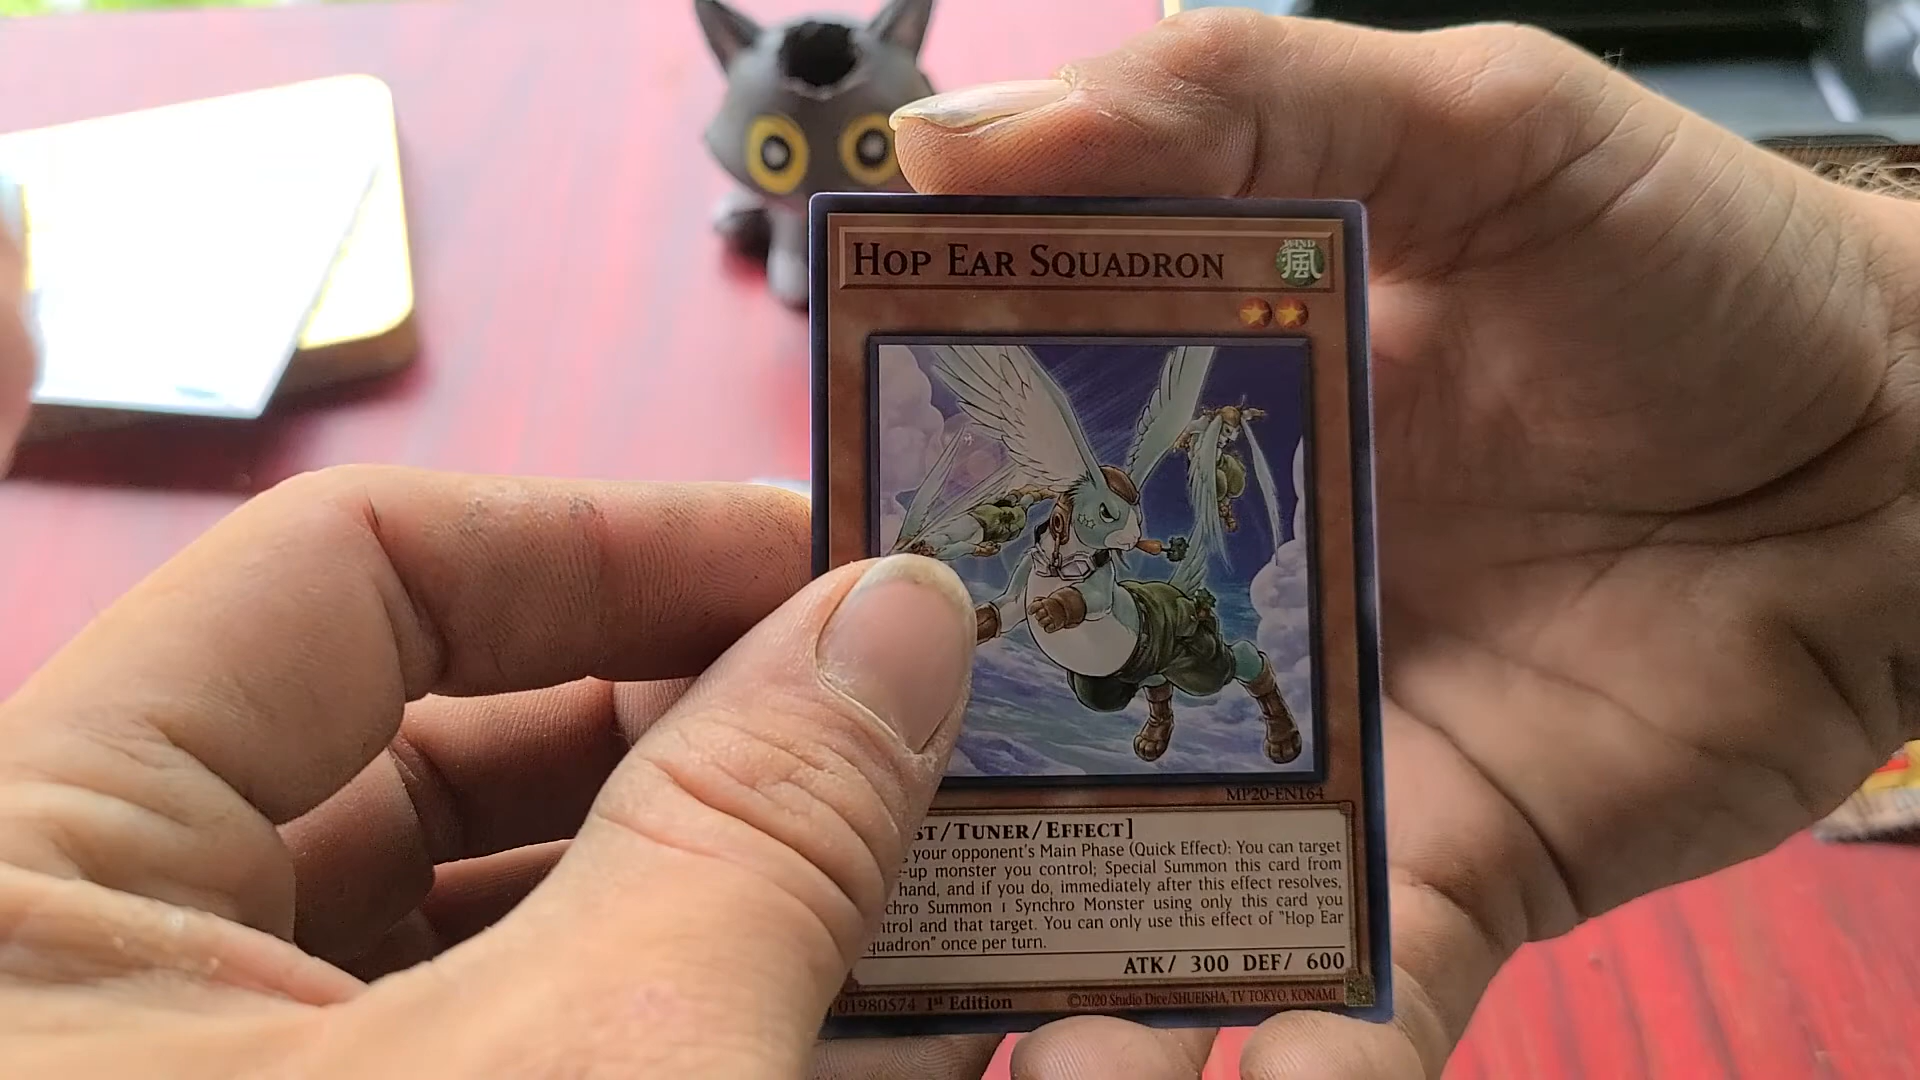 HOP EAR SQUADRON
WIND
風
MP20-EN164
ST/TUNER/EFFECT]
your opponent's Main Phase (Quick Effect): You can target
-up monster you control; Special Summon this card from
hand, and if you do, immediately after this effect resolves,
chro Summon 1 Synchro Monster using only this card you
ntrol and that target. You can only use this effect of "Hop Ear
quadron" once per turn.
ATK/ 300 DEF/ 600
01980574 1st Edition ©2020 Studio Dice/SHUEISHA, TV TOKYO, KONAMI